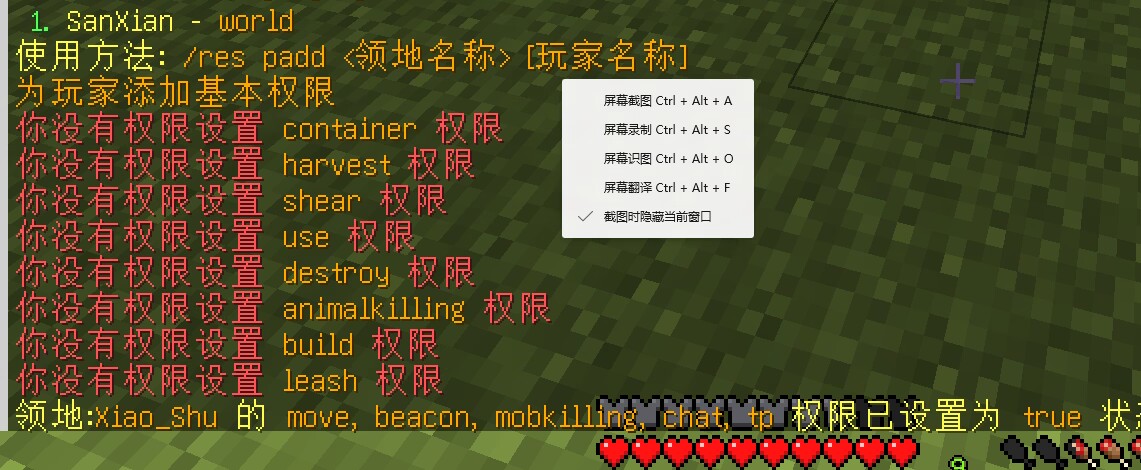 1. SanXian - world
使用方法: /res padd <领地名称> [玩家名称]
为玩家添加基本权限
屏幕截图 Ctrl + Alt + A
屏幕录制 Ctrl + Alt + S
屏幕识图 Ctrl + Alt + O
屏幕翻译 Ctrl + Alt + F
截图时隐藏当前窗口
你没有权限设置 container 权限
你没有权限设置 harvest 权限
你没有权限设置 shear 权限
你没有权限设置 use 权限
你没有权限设置 destroy 权限
你没有权限设置 animalkilling 权限
你没有权限设置 build 权限
你没有权限设置 leash 权限
领地:Xiao_Shu 的 move, beacon, mobkilling, chat, tp 权限已设置为 true 状